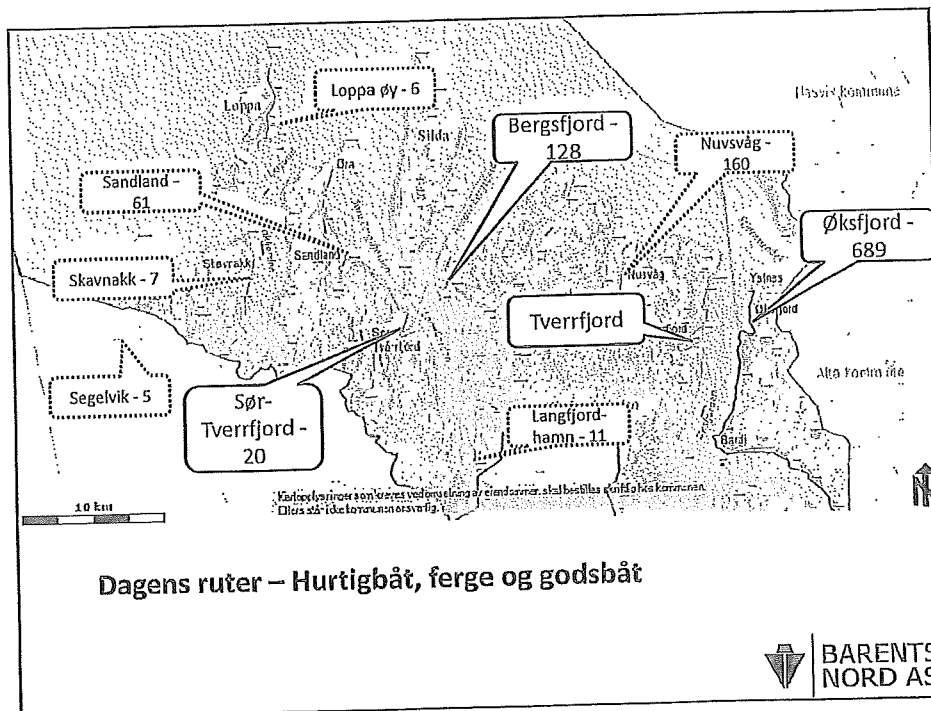 Loppa
Loppa øy - 6
Silda
Bergsfjord -
128
Nuvsvåg -
160
Hasvik kommune
Sandland -
61
Øksfjord -
689
Skavnakk - 7
Sandland
Nuvsvåg
Tverrfjord
Segelvik - 5
Sør-
Tverrfjord -
20
Langfjord-
hamn - 11
Alta kommune
10 km
Dagens ruter – Hurtigbåt, ferge og godsbåt
BARENTS
NORD AS